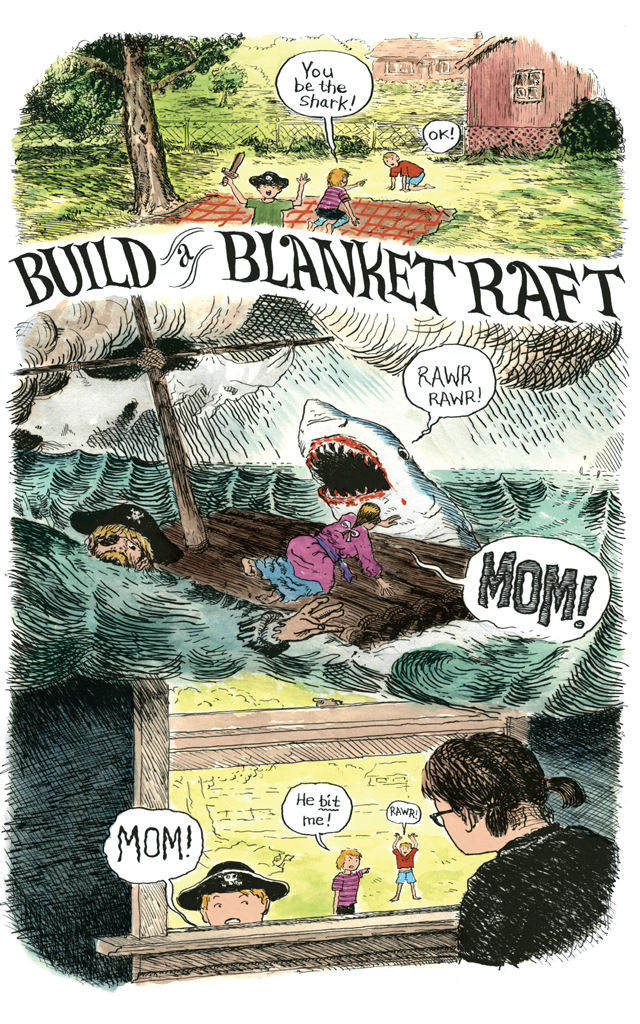 You
be the
shark!
OK!
BUILD a BLANKET RAFT
RAWR
RAWR!
MOM!
He bit
me!
RAWR!
MOM!